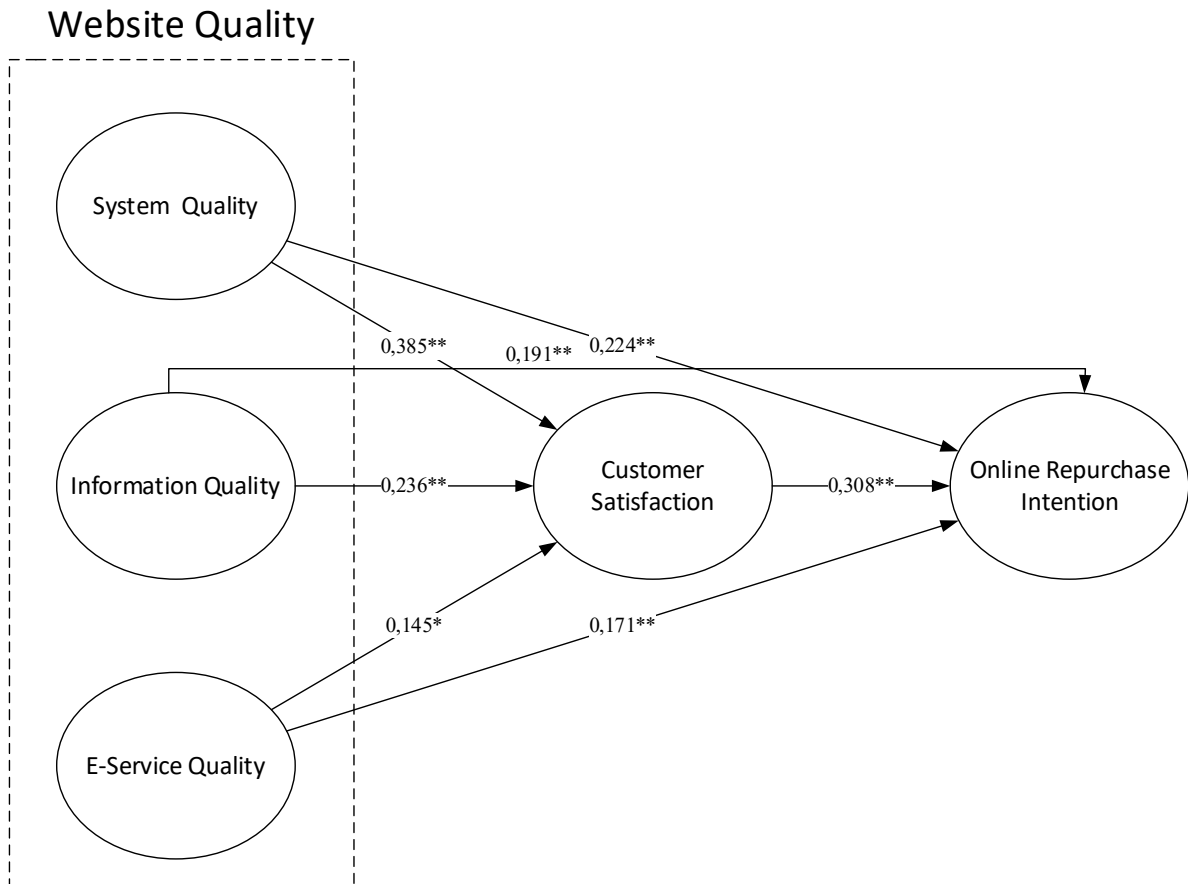 Website Quality
System Quality
0,385**
0,191**
0,224**
Information Quality
0,236**
Customer
Satisfaction
0,308**
Online Repurchase
Intention
0,145*
0,171**
E-Service Quality